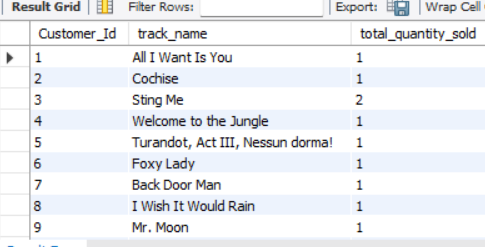 Result Grid Filter Rows: Export: Wrap Cell
Customer_Id track_name total_quantity_sold
1 All I Want Is You 1
2 Cochise 1
3 Sting Me 2
4 Welcome to the Jungle 1
5 Turandot, Act III, Nessun dorma! 1
6 Foxy Lady 1
7 Back Door Man 1
8 I Wish It Would Rain 1
9 Mr. Moon 1